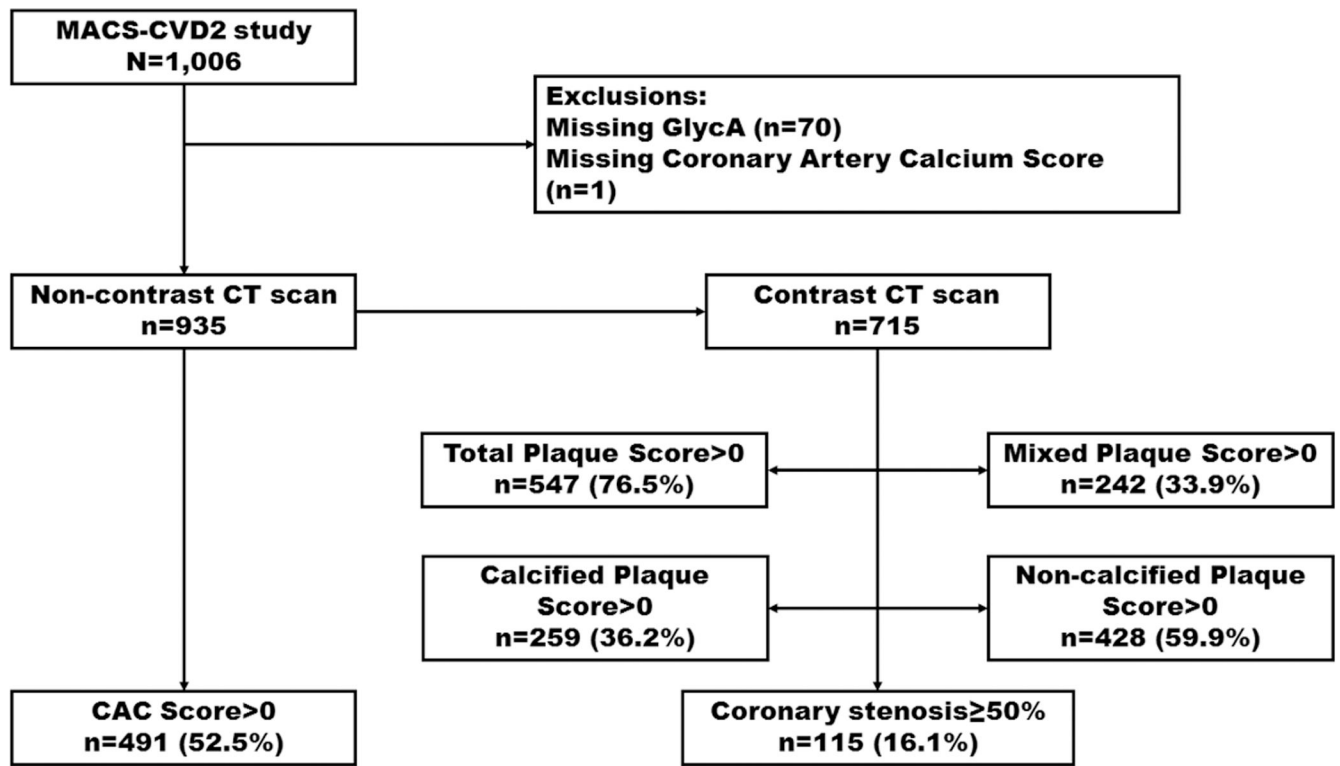 MACS-CVD2 study
N=1,006
Exclusions:
Missing GlycA (n=70)
Missing Coronary Artery Calcium Score
(n=1)
Non-contrast CT scan
n=935
Contrast CT scan
n=715
Total Plaque Score>0
n=547 (76.5%)
Mixed Plaque Score>0
n=242 (33.9%)
Calcified Plaque
Score>0
n=259 (36.2%)
Non-calcified Plaque
Score>0
n=428 (59.9%)
CAC Score>0
n=491 (52.5%)
Coronary stenosis≥50%
n=115 (16.1%)